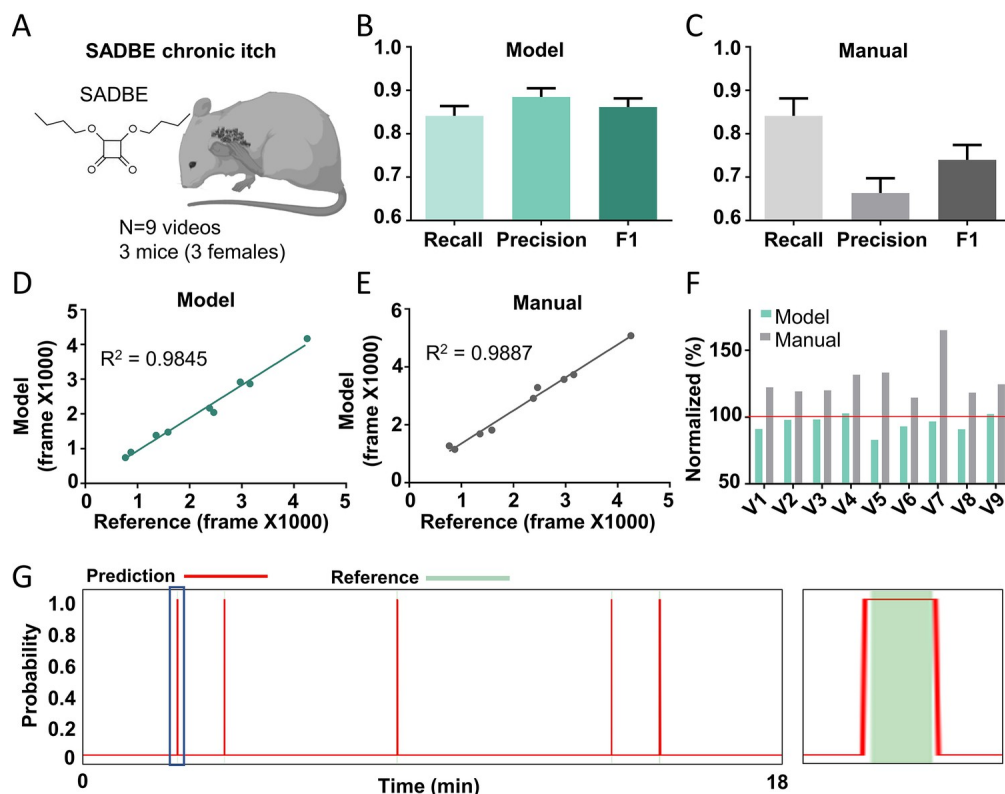 A
SADBE chronic itch
SADBE
O
O
O
O
N=9 videos
3 mice (3 females)
B
Model
1.0
0.9
0.8
0.7
0.6
Recall Precision F1
C
Manual
1.0
0.9
0.8
0.7
0.6
Recall Precision F1
D
Model
R² = 0.9845
Model
(frame X1000)
5
4
3
2
1
0
0 1 2 3 4 5
Reference (frame X1000)
E
Manual
R² = 0.9887
Model
(frame X1000)
6
4
2
0
0 1 2 3 4 5
Reference (frame X1000)
F
Model
Manual
Normalized (%)
150
100
50
V1 V2 V3 V4 V5 V6 V7 V8 V9
G
Prediction
Reference
Probability
1.0
0.8
0.6
0.4
0.2
0
0
Time (min)
18